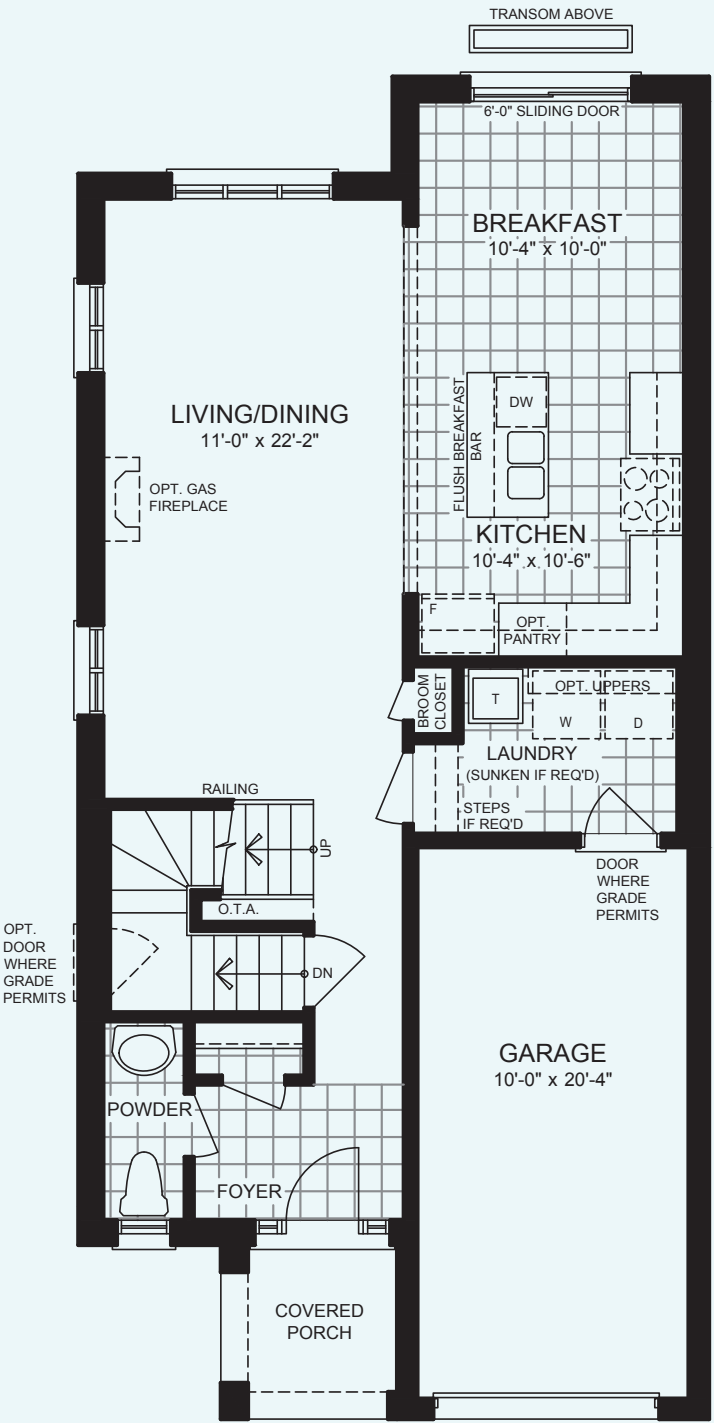 TRANSOM ABOVE
6'-0" SLIDING DOOR
BREAKFAST
10'-4" x 10'-0"
LIVING/DINING
11'-0" x 22'-2"
OPT. GAS
FIREPLACE
FLUSH BREAKFAST
BAR
DW
KITCHEN
10'-4" x 10'-6"
F
OPT.
PANTRY
BROOM
CLOSET
T
OPT. UPPERS
W
D
LAUNDRY
(SUNKEN IF REQ'D)
STEPS
IF REQ'D
RAILING
UP
O.T.A.
DN
OPT.
DOOR
WHERE
GRADE
PERMITS
DOOR
WHERE
GRADE
PERMITS
GARAGE
10'-0" x 20'-4"
POWDER
FOYER
COVERED
PORCH